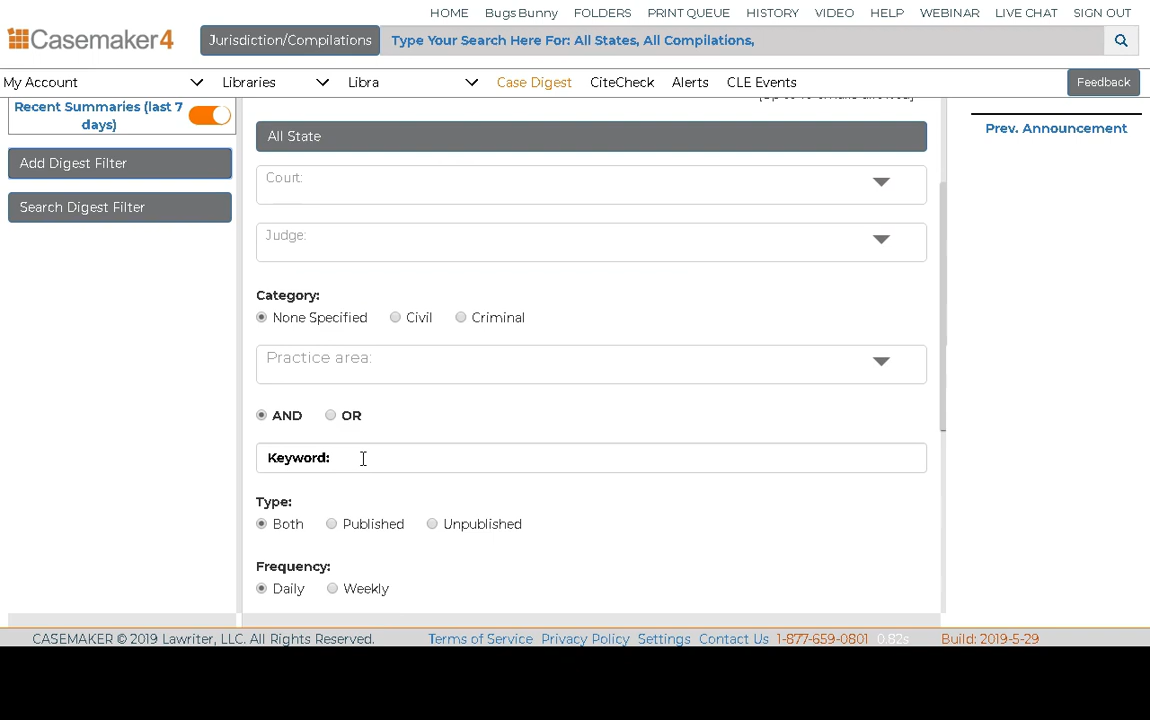 HOME Bugs Bunny FOLDERS PRINT QUEUE HISTORY VIDEO HELP WEBINAR LIVE CHAT SIGN OUT
Casemaker4 Jurisdiction/Compilations Type Your Search Here For: All States, All Compilations,
My Account Libraries Libra Case Digest CiteCheck Alerts CLE Events Feedback
Recent Summaries (last 7 days)
Prev. Announcement
All State
Add Digest Filter
Court:
Search Digest Filter
Judge:
Category:
None Specified Civil Criminal
Practice area:
AND OR
Keyword:
Type:
Both Published Unpublished
Frequency:
Daily Weekly
CASEMAKER © 2019 Lawriter, LLC. All Rights Reserved. Terms of Service Privacy Policy Settings Contact Us 1-877-659-0801 0.82s Build: 2019-5-29